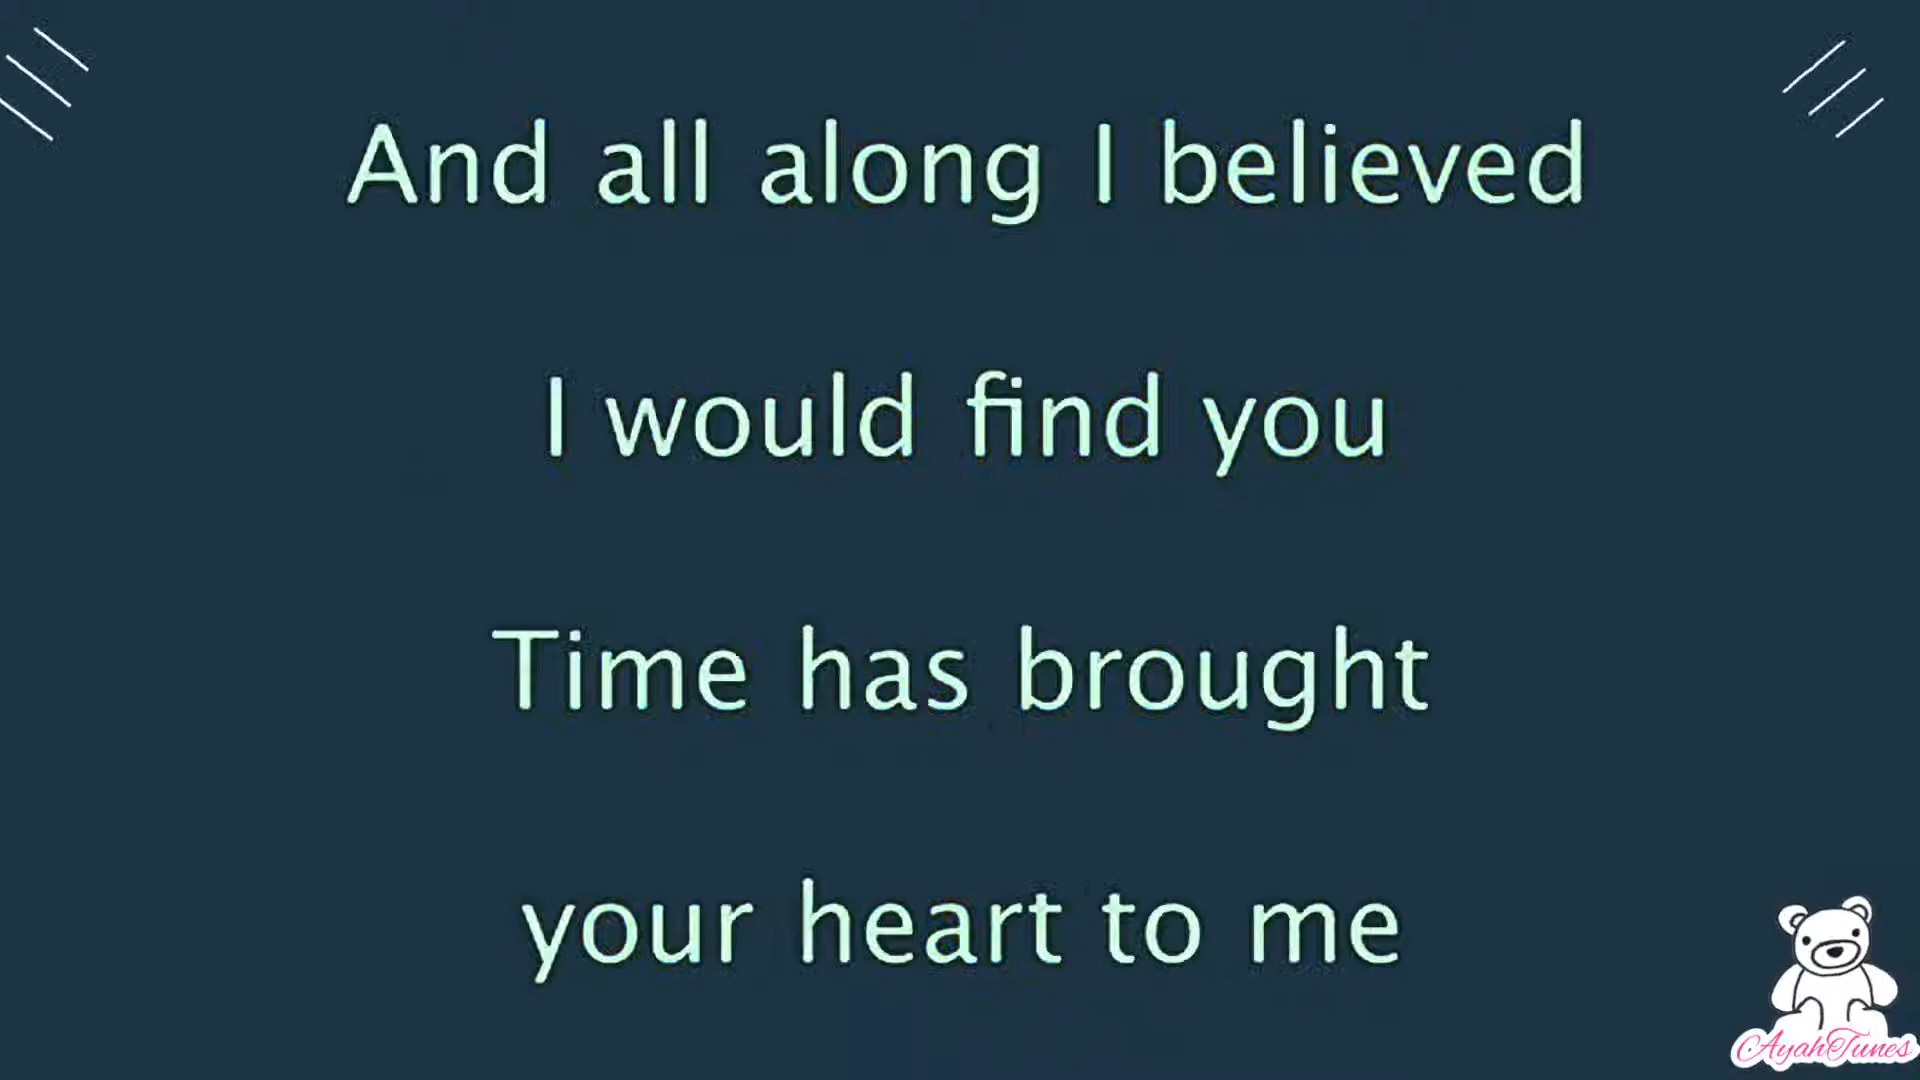 And all along I believed
I would find you
Time has brought
your heart to me
AyahTunes